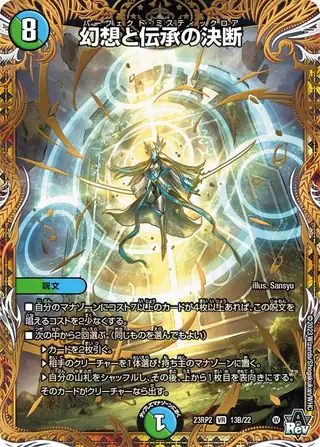 パーフェクト・ミスティックロア
8
幻想と伝承の決断
illus. Sansyu
呪文
■自分のマナゾーンにコスト7以上のカードが4枚以上あれば、この呪文を
唱えるコストを2少なくする。
■次の中から2回選ぶ。(同じものを選んでもよい)
▶カードを2枚引く。
▶相手のクリーチャーを1体選び、持ち主のマナゾーンに置く。
▶自分の山札をシャッフルし、その後、上から1枚目を表向きにする。
そのカードがクリーチャーなら出す。
1
23RP2 VR 13B/22
W
Rev